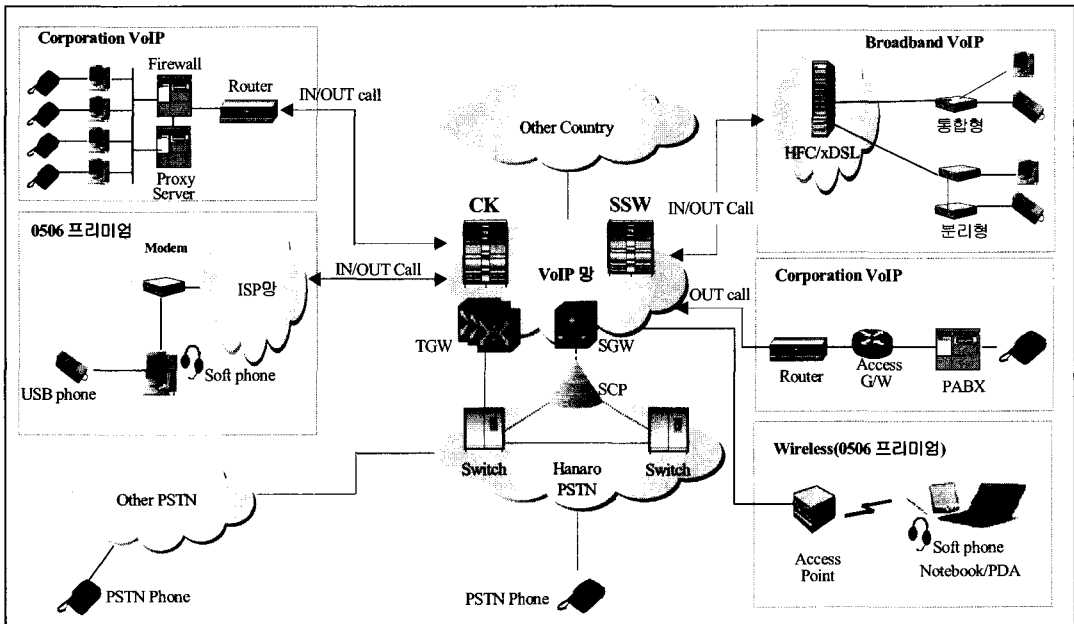 Corporation VoIP
Firewall
Router
Proxy
Server
IN/OUT call
Other Country
Broadband VoIP
HFC/xDSL
통합형
분리형
IN/OUT Call
0506 프리미엄
Modem
ISP망
USB phone
Soft phone
IN/OUT Call
CK
SSW
VoIP 망
TGW
SGW
SCP
OUT call
Corporation VoIP
Router
Access
G/W
PABX
Switch
Hanaro
PSTN
Switch
Other PSTN
PSTN Phone
PSTN Phone
Wireless(0506 프리미엄)
Access
Point
Soft phone
Notebook/PDA